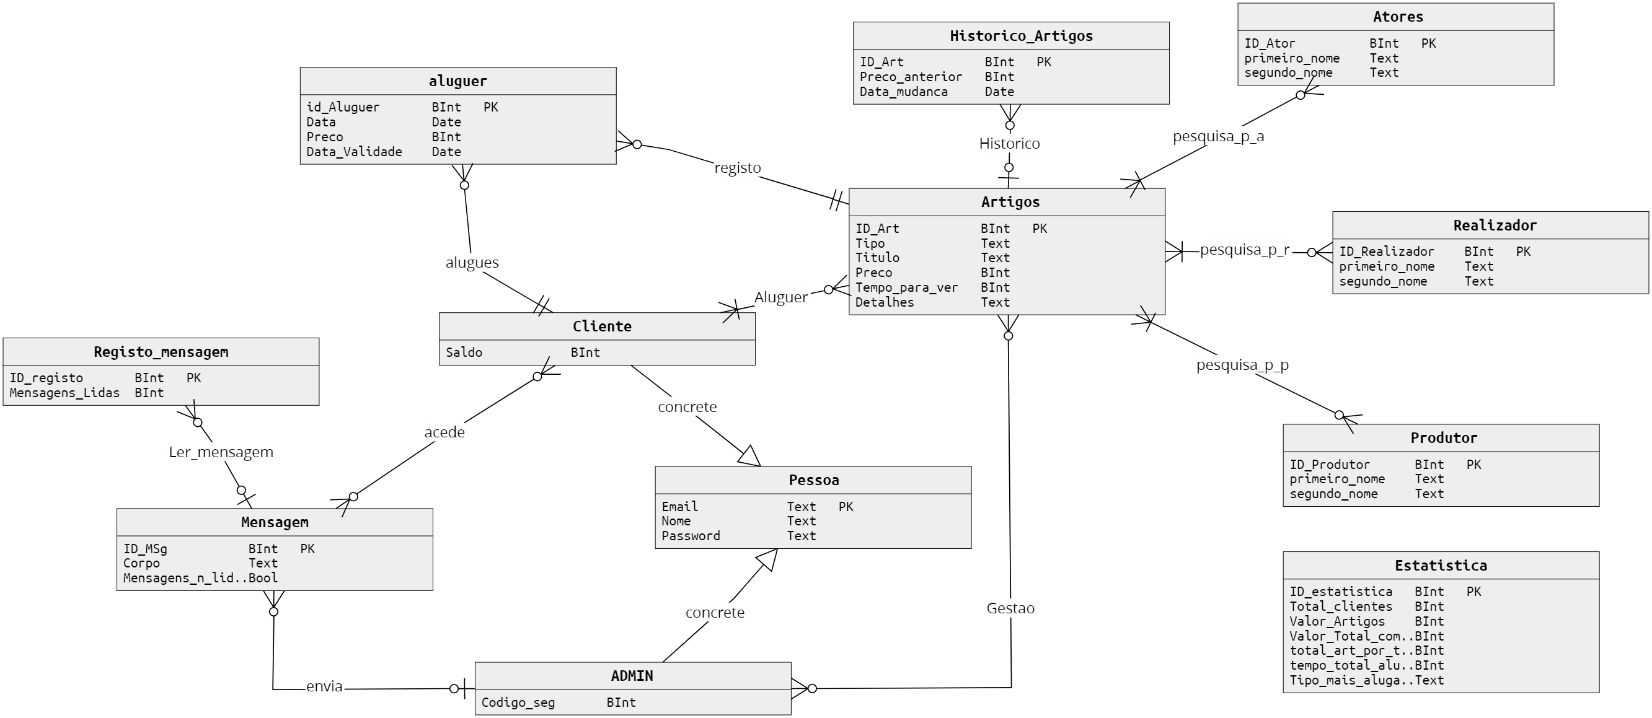 Atores
ID_Ator BInt PK
primeiro_nome Text
segundo_nome Text
Historico_Artigos
ID_Art BInt PK
Preco_anterior BInt
Data_mudanca Date
aluguer
id_Aluguer BInt PK
Data Date
Preco BInt
Data_Validade Date
pesquisa_p_a
Historico
registo
Artigos
ID_Art BInt PK
Tipo Text
Titulo Text
Preco BInt
Tempo_para_ver BInt
Detalhes Text
Realizador
ID_Realizador BInt PK
primeiro_nome Text
segundo_nome Text
pesquisa_p_r
alugues
Aluguer
Cliente
Saldo BInt
Registo_mensagem
ID_registo BInt PK
Mensagens_Lidas BInt
pesquisa_p_p
concrete
acede
Ler_mensagem
Produtor
ID_Produtor BInt PK
primeiro_nome Text
segundo_nome Text
Pessoa
Email Text PK
Nome Text
Password Text
Mensagem
ID_MSg BInt PK
Corpo Text
Mensagens_n_lid..Bool
Estatistica
ID_estatistica BInt PK
Total_clientes BInt
Valor_Artigos BInt
Valor_Total_com..BInt
total_art_por_t..BInt
tempo_total_alu..BInt
Tipo_mais_aluga..Text
concrete
Gestao
envia
ADMIN
Codigo_seg BInt